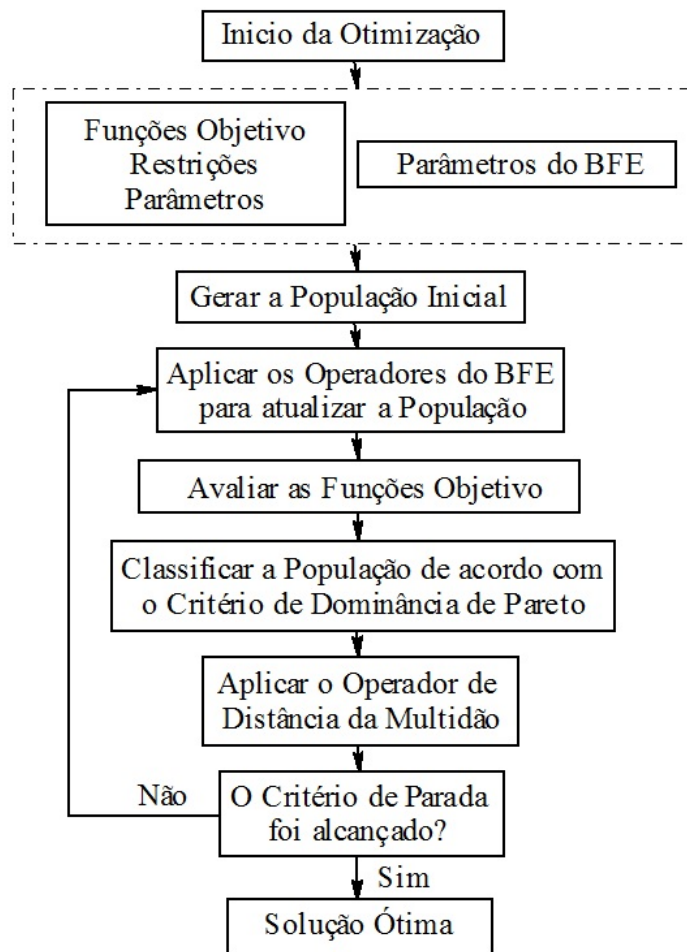 Inicio da Otimização
Funções Objetivo
Restrições
Parâmetros
Parâmetros do BFE
Gerar a População Inicial
Aplicar os Operadores do BFE
para atualizar a População
Avaliar as Funções Objetivo
Classificar a População de acordo com
o Critério de Dominância de Pareto
Aplicar o Operador de
Distância da Multidão
Não
O Critério de Parada
foi alcançado?
Sim
Solução Ótima